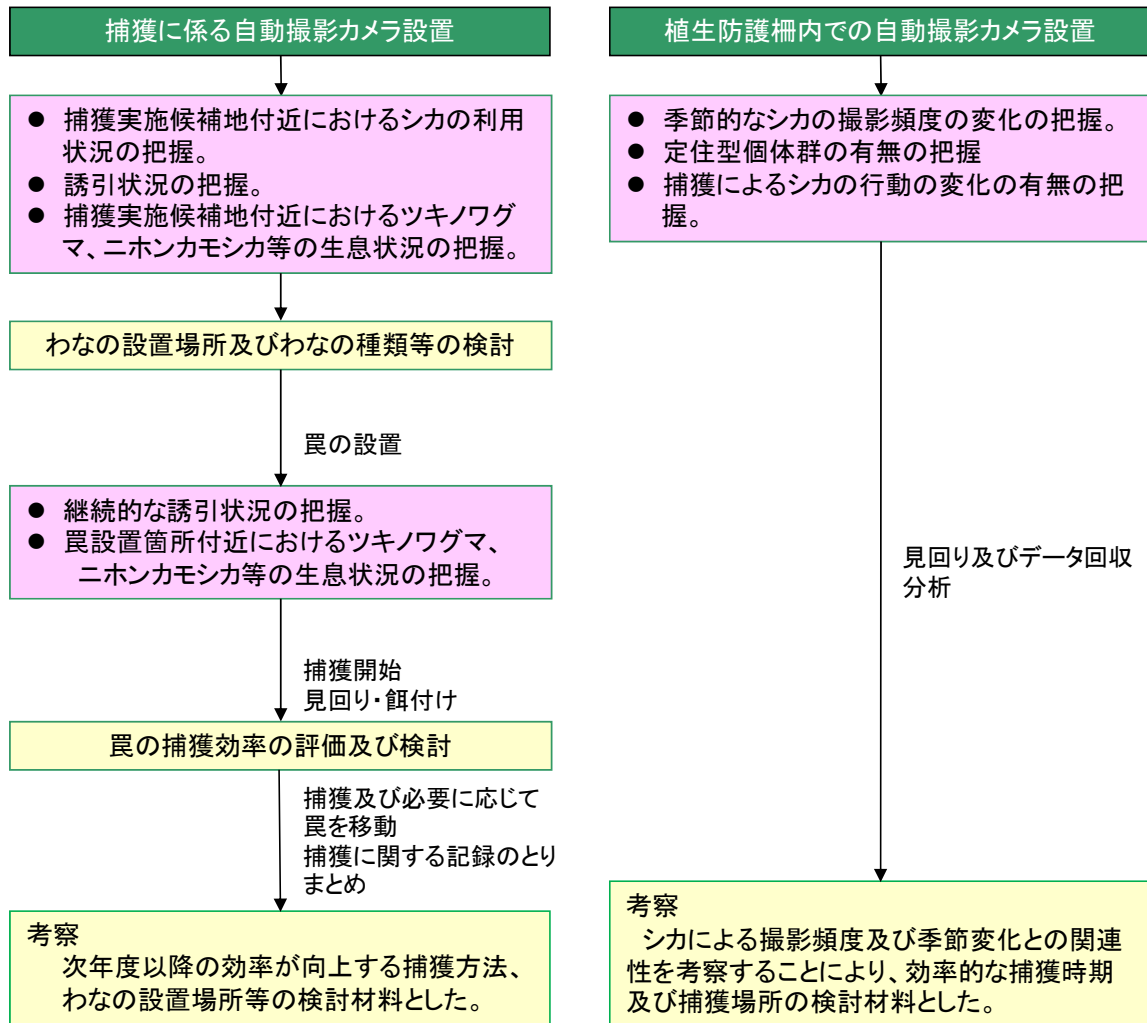 捕獲に係る自動撮影カメラ設置
● 捕獲実施候補地付近におけるシカの利用
状況の把握。
● 誘引状況の把握。
● 捕獲実施候補地付近におけるツキノワグ
マ、ニホンカモシカ等の生息状況の把握。
わなの設置場所及びわなの種類等の検討
罠の設置
● 継続的な誘引状況の把握。
● 罠設置箇所付近におけるツキノワグマ、
ニホンカモシカ等の生息状況の把握。
捕獲開始
見回り・餌付け
罠の捕獲効率の評価及び検討
捕獲及び必要に応じて
罠を移動
捕獲に関する記録のとり
まとめ
考察
次年度以降の効率が向上する捕獲方法、
わなの設置場所等の検討材料とした。
植生防護柵内での自動撮影カメラ設置
● 季節的なシカの撮影頻度の変化の把握。
● 定住型個体群の有無の把握
● 捕獲によるシカの行動の変化の有無の把
握。
見回り及びデータ回収
分析
考察
シカによる撮影頻度及び季節変化との関連
性を考察することにより、効率的な捕獲時期
及び捕獲場所の検討材料とした。